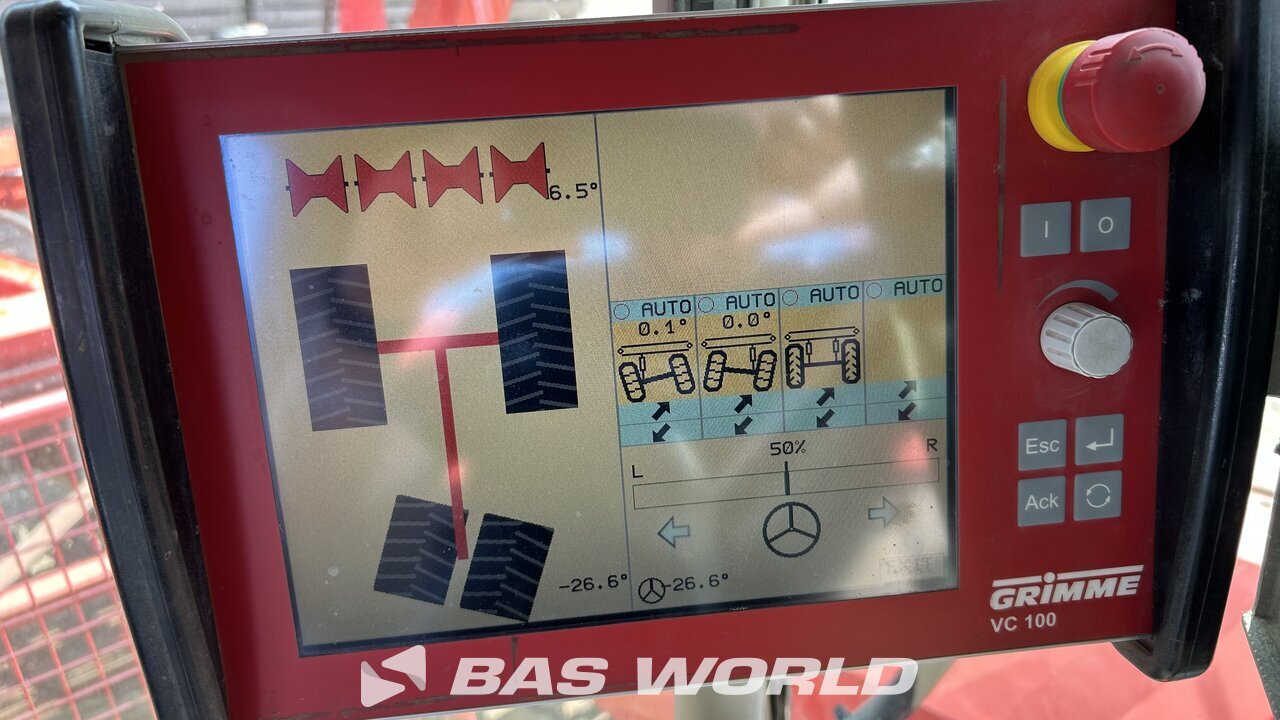 6.5°
AUTO AUTO AUTO AUTO
0.1° 0.0°
50%
L R
-26.6° -26.6°
EXIT
I O
Esc
Ack
GRIMME
VC 100
BAS WORLD